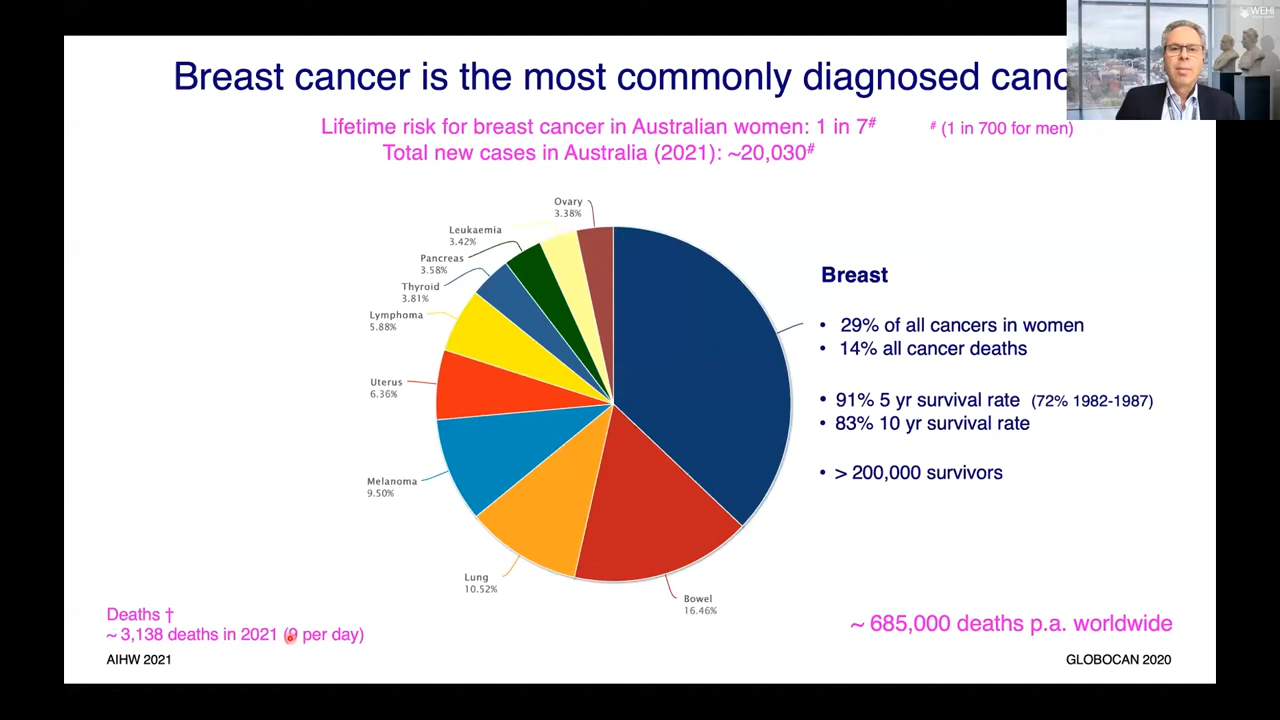 WEHI
Breast cancer is the most commonly diagnosed canc
Lifetime risk for breast cancer in Australian women: 1 in 7#
# (1 in 700 for men)
Total new cases in Australia (2021): ~20,030#
Ovary
3.38%
Leukaemia
3.42%
Pancreas
3.58%
Thyroid
3.81%
Lymphoma
5.88%
Uterus
6.36%
Melanoma
9.50%
Lung
10.52%
Bowel
16.46%
Breast
• 29% of all cancers in women
• 14% all cancer deaths
• 91% 5 yr survival rate (72% 1982-1987)
• 83% 10 yr survival rate
• > 200,000 survivors
Deaths †
~ 3,138 deaths in 2021 (9 per day)
AIHW 2021
~ 685,000 deaths p.a. worldwide
GLOBOCAN 2020